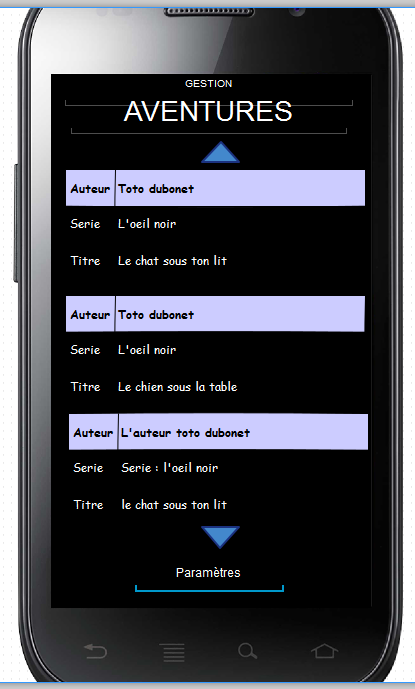 GESTION
AVENTURES
Auteur Toto dubonet
Serie L'oeil noir
Titre Le chat sous ton lit
Auteur Toto dubonet
Serie L'oeil noir
Titre Le chien sous la table
Auteur L'auteur toto dubonet
Serie Serie : l'oeil noir
Titre le chat sous ton lit
Paramètres